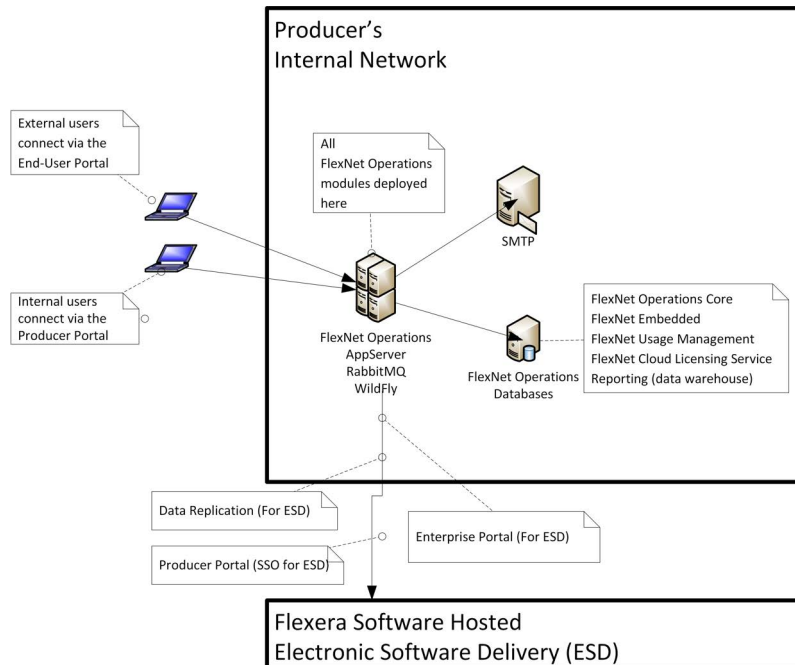 Producer's
Internal Network
External users
connect via the
End-User Portal
All
FlexNet Operations
modules deployed
here
SMTP
Internal users
connect via the
Producer Portal
FlexNet Operations
AppServer
RabbitMQ
WildFly
FlexNet Operations
Databases
FlexNet Operations Core
FlexNet Embedded
FlexNet Usage Management
FlexNet Cloud Licensing Service
Reporting (data warehouse)
Data Replication (For ESD)
Enterprise Portal (For ESD)
Producer Portal (SSO for ESD)
Flexera Software Hosted
Electronic Software Delivery (ESD)